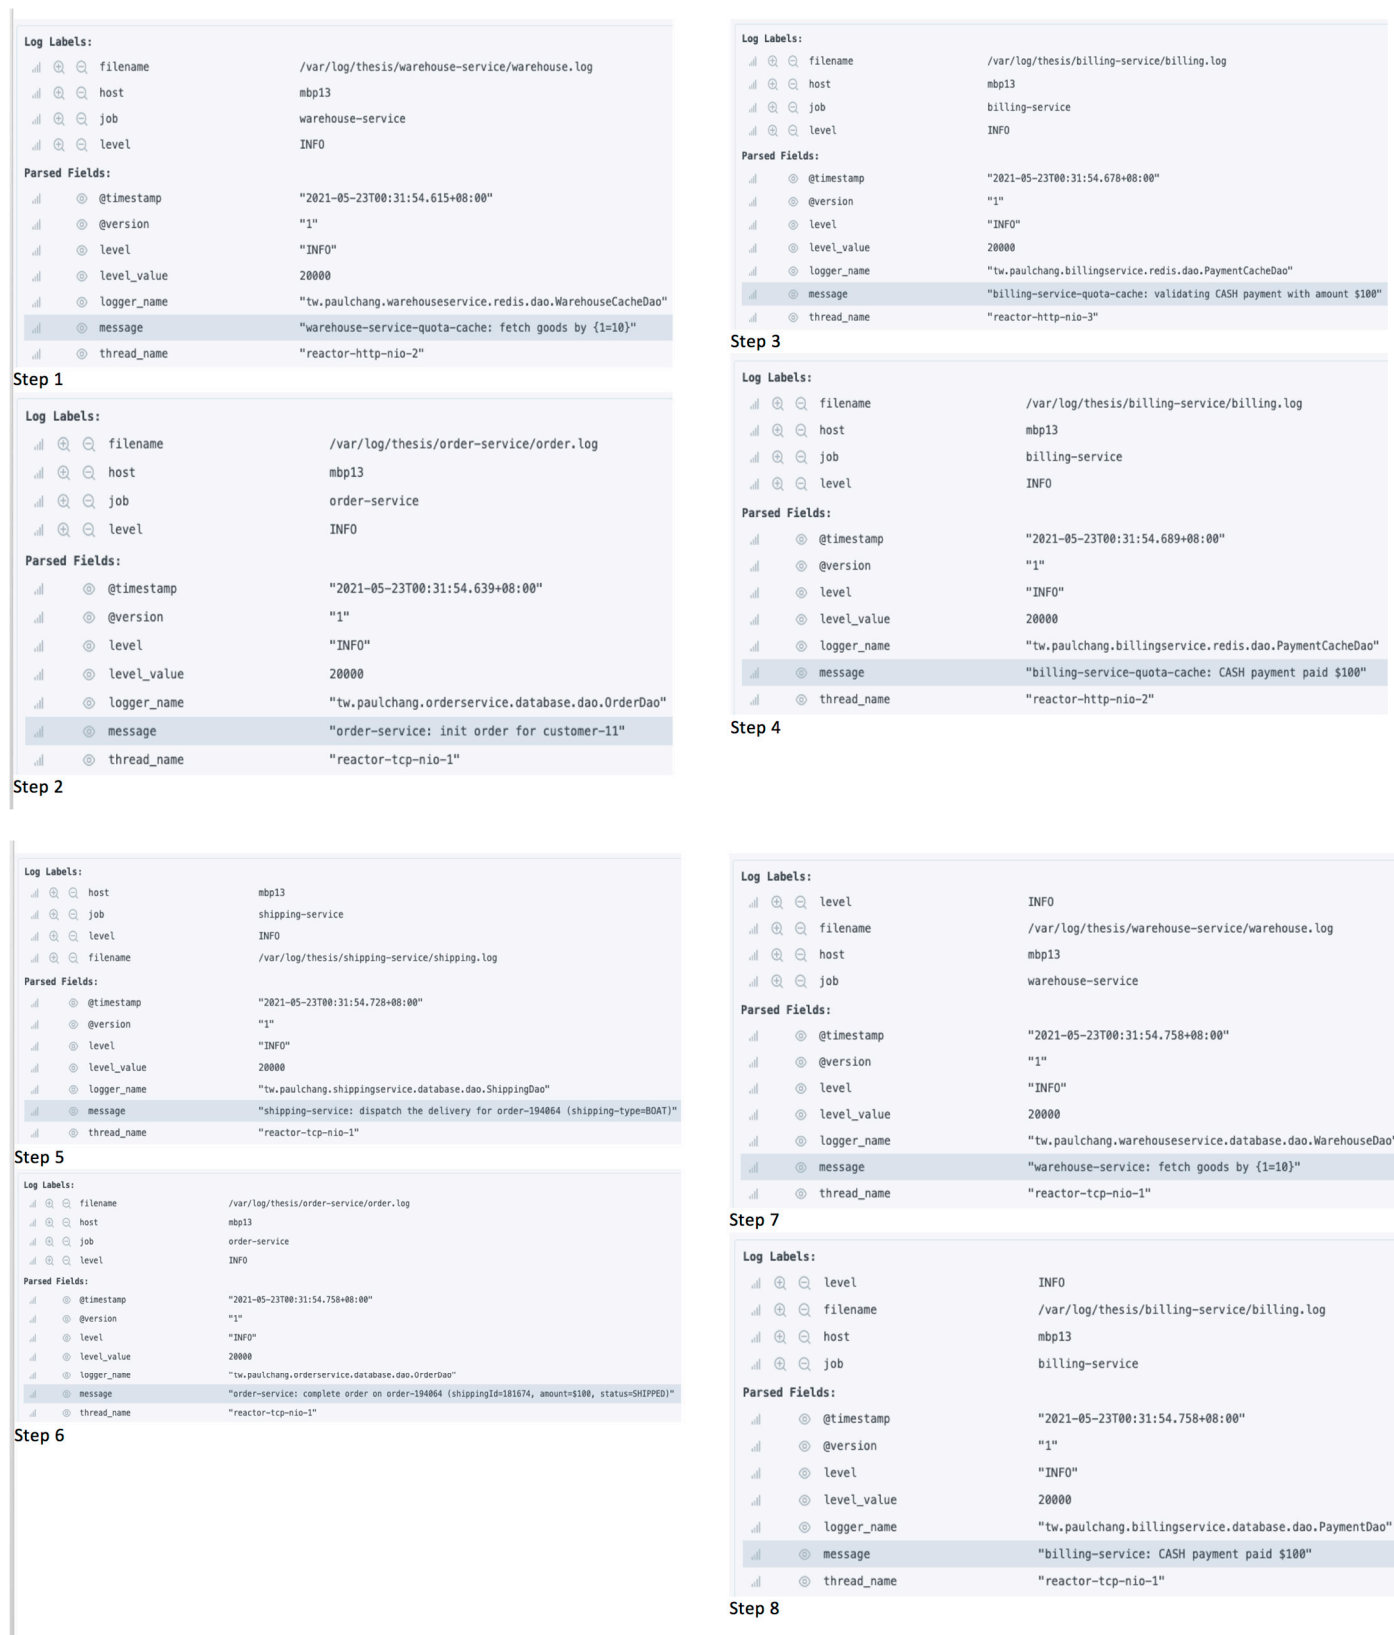 Log Labels:
filename /var/log/thesis/warehouse-service/warehouse.log
host mbp13
job warehouse-service
level INFO
Parsed Fields:
@timestamp "2021-05-23T00:31:54.615+08:00"
@version "1"
level "INFO"
level_value 20000
logger_name "tw.paulchang.warehouseservice.redis.dao.WarehouseCacheDao"
message "warehouse-service-quota-cache: fetch goods by {1=10}"
thread_name "reactor-http-nio-2"
Step 1
Log Labels:
filename /var/log/thesis/order-service/order.log
host mbp13
job order-service
level INFO
Parsed Fields:
@timestamp "2021-05-23T00:31:54.639+08:00"
@version "1"
level "INFO"
level_value 20000
logger_name "tw.paulchang.orderservice.database.dao.OrderDao"
message "order-service: init order for customer-11"
thread_name "reactor-tcp-nio-1"
Step 2
Log Labels:
filename /var/log/thesis/billing-service/billing.log
host mbp13
job billing-service
level INFO
Parsed Fields:
@timestamp "2021-05-23T00:31:54.678+08:00"
@version "1"
level "INFO"
level_value 20000
logger_name "tw.paulchang.billingservice.redis.dao.PaymentCacheDao"
message "billing-service-quota-cache: validating CASH payment with amount $100"
thread_name "reactor-http-nio-3"
Step 3
Log Labels:
filename /var/log/thesis/billing-service/billing.log
host mbp13
job billing-service
level INFO
Parsed Fields:
@timestamp "2021-05-23T00:31:54.689+08:00"
@version "1"
level "INFO"
level_value 20000
logger_name "tw.paulchang.billingservice.redis.dao.PaymentCacheDao"
message "billing-service-quota-cache: CASH payment paid $100"
thread_name "reactor-http-nio-2"
Step 4
Log Labels:
host mbp13
job shipping-service
level INFO
filename /var/log/thesis/shipping-service/shipping.log
Parsed Fields:
@timestamp "2021-05-23T00:31:54.728+08:00"
@version "1"
level "INFO"
level_value 20000
logger_name "tw.paulchang.shippingservice.database.dao.ShippingDao"
message "shipping-service: dispatch the delivery for order-194064 (shipping-type=BOAT)"
thread_name "reactor-tcp-nio-1"
Step 5
Log Labels:
filename /var/log/thesis/order-service/order.log
host mbp13
job order-service
level INFO
Parsed Fields:
@timestamp "2021-05-23T00:31:54.758+08:00"
@version "1"
level "INFO"
level_value 20000
logger_name "tw.paulchang.orderservice.database.dao.OrderDao"
message "order-service: complete order on order-194064 (shippingId=181674, amount=$100, status=SHIPPED)"
thread_name "reactor-tcp-nio-1"
Step 6
Log Labels:
level INFO
filename /var/log/thesis/warehouse-service/warehouse.log
host mbp13
job warehouse-service
Parsed Fields:
@timestamp "2021-05-23T00:31:54.758+08:00"
@version "1"
level "INFO"
level_value 20000
logger_name "tw.paulchang.warehouseservice.database.dao.WarehouseDao"
message "warehouse-service: fetch goods by {1=10}"
thread_name "reactor-tcp-nio-1"
Step 7
Log Labels:
level INFO
filename /var/log/thesis/billing-service/billing.log
host mbp13
job billing-service
Parsed Fields:
@timestamp "2021-05-23T00:31:54.758+08:00"
@version "1"
level "INFO"
level_value 20000
logger_name "tw.paulchang.billingservice.database.dao.PaymentDao"
message "billing-service: CASH payment paid $100"
thread_name "reactor-tcp-nio-1"
Step 8